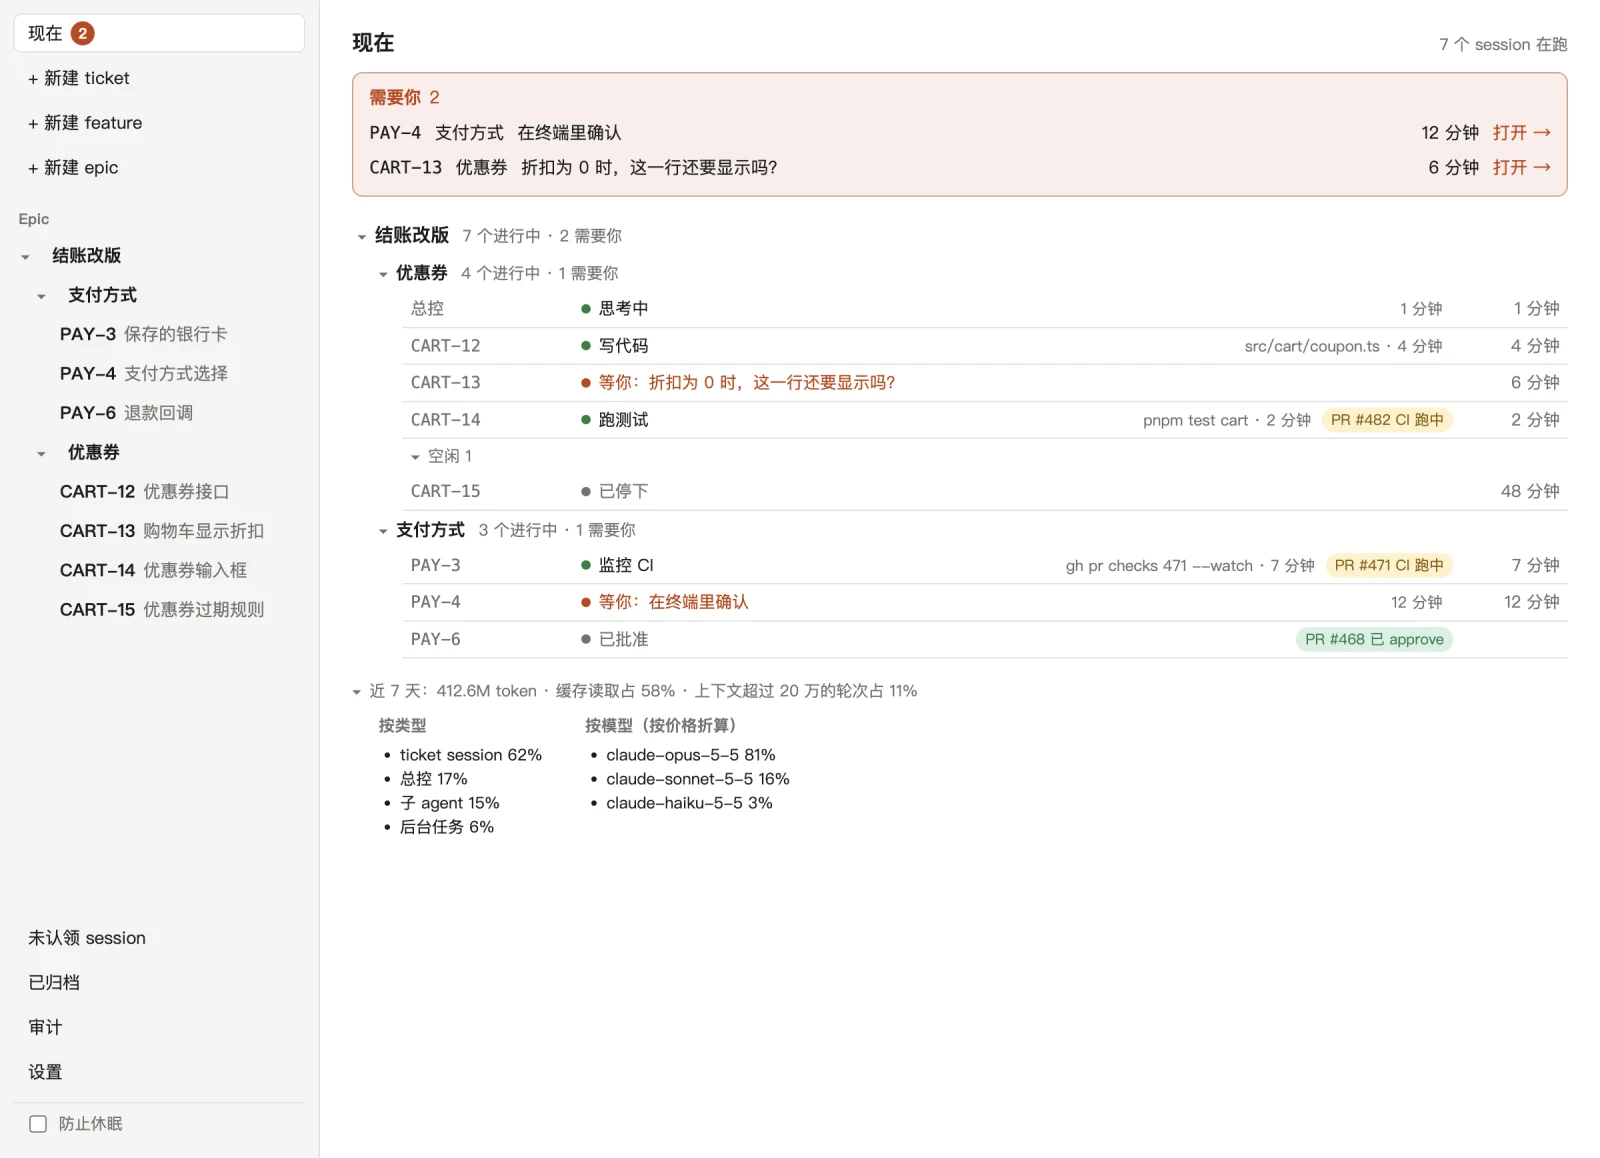 现在 2
+ 新建 ticket
+ 新建 feature
+ 新建 epic
Epic
结账改版
支付方式
PAY-3 保存的银行卡
PAY-4 支付方式选择
PAY-6 退款回调
优惠券
CART-12 优惠券接口
CART-13 购物车显示折扣
CART-14 优惠券输入框
CART-15 优惠券过期规则
未认领 session
已归档
审计
设置
防止休眠
现在
7 个 session 在跑
需要你 2
PAY-4 支付方式 在终端里确认 12 分钟 打开 →
CART-13 优惠券 折扣为 0 时，这一行还要显示吗？ 6 分钟 打开 →
结账改版 7 个进行中 · 2 需要你
优惠券 4 个进行中 · 1 需要你
总控 思考中 1 分钟 1 分钟
CART-12 写代码 src/cart/coupon.ts · 4 分钟 4 分钟
CART-13 等你：折扣为 0 时，这一行还要显示吗？ 6 分钟
CART-14 跑测试 pnpm test cart · 2 分钟 PR #482 CI 跑中 2 分钟
空闲 1
CART-15 已停下 48 分钟
支付方式 3 个进行中 · 1 需要你
PAY-3 监控 CI gh pr checks 471 --watch · 7 分钟 PR #471 CI 跑中 7 分钟
PAY-4 等你：在终端里确认 12 分钟 12 分钟
PAY-6 已批准 PR #468 已 approve
近 7 天：412.6M token · 缓存读取占 58% · 上下文超过 20 万的轮次占 11%
按类型
• ticket session 62%
• 总控 17%
• 子 agent 15%
• 后台任务 6%
按模型（按价格折算）
• claude-opus-5-5 81%
• claude-sonnet-5-5 16%
• claude-haiku-5-5 3%